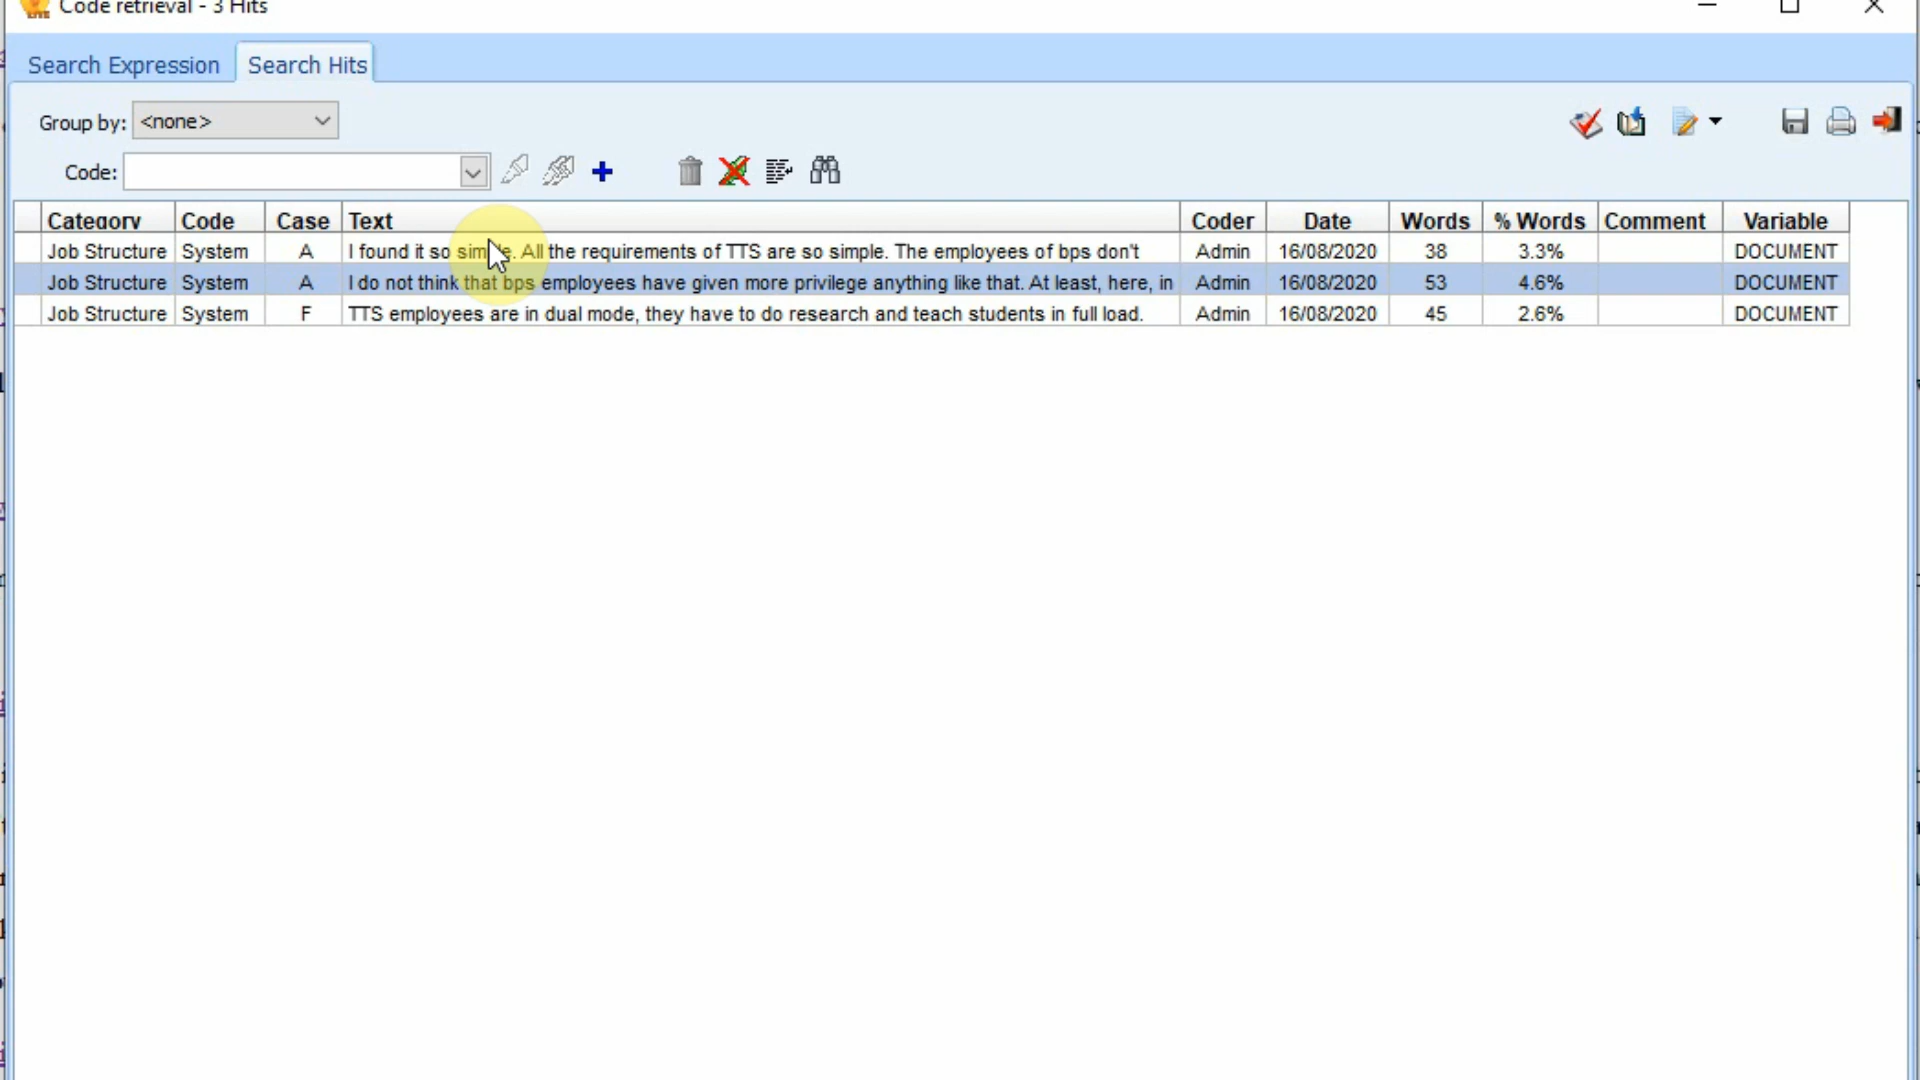 Code retrieval - 3 Hits
Search Expression Search Hits
Group by: <none>
Code:
Category Code Case Text Coder Date Words % Words Comment Variable
Job Structure System A I found it so simple. All the requirements of TTS are so simple. The employees of bps don't Admin 16/08/2020 38 3.3% DOCUMENT
Job Structure System A I do not think that bps employees have given more privilege anything like that. At least, here, in Admin 16/08/2020 53 4.6% DOCUMENT
Job Structure System F TTS employees are in dual mode, they have to do research and teach students in full load. Admin 16/08/2020 45 2.6% DOCUMENT